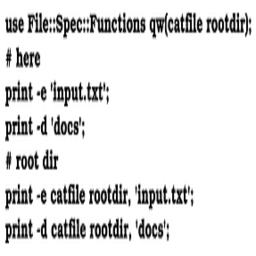 use File::Spec::Functions qw(catfile rootdir);
# here
print -e 'input.txt';
print -d 'docs';
# root dir
print -e catfile rootdir, 'input.txt';
print -d catfile rootdir, 'docs';